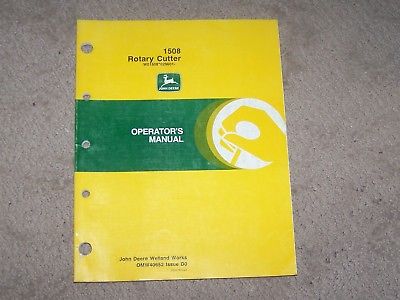 1508
Rotary Cutter
JOHN DEERE
OPERATOR'S
MANUAL
John Deere Welland Works
OMW40652 Issue D0